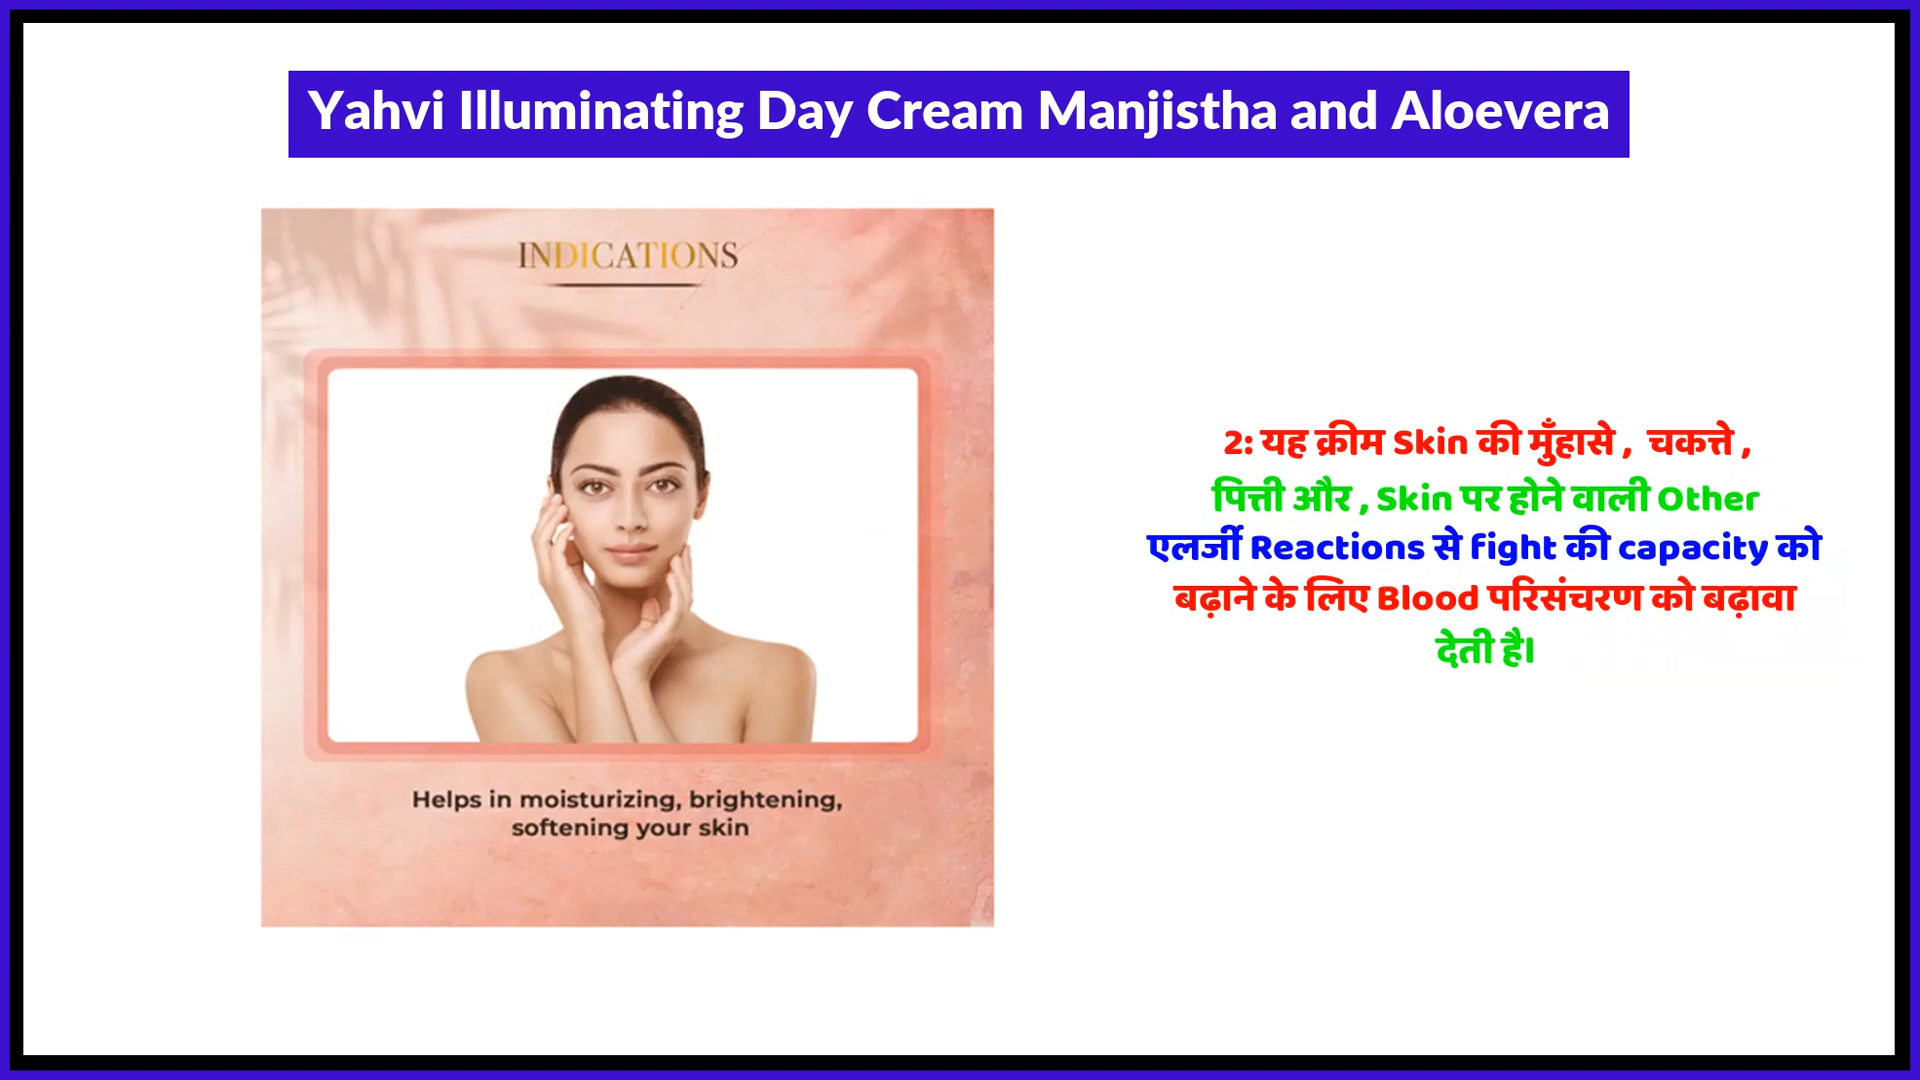 Yahvi Illuminating Day Cream Manjistha and Aloevera
INDICATIONS
Helps in moisturizing, brightening,
softening your skin
2: यह क्रीम Skin की मुँहासे , चकत्ते ,
पित्ती और , Skin पर होने वाली Other
एलर्जी Reactions से fight की capacity को
बढ़ाने के लिए Blood परिसंचरण को बढ़ावा
देती है।